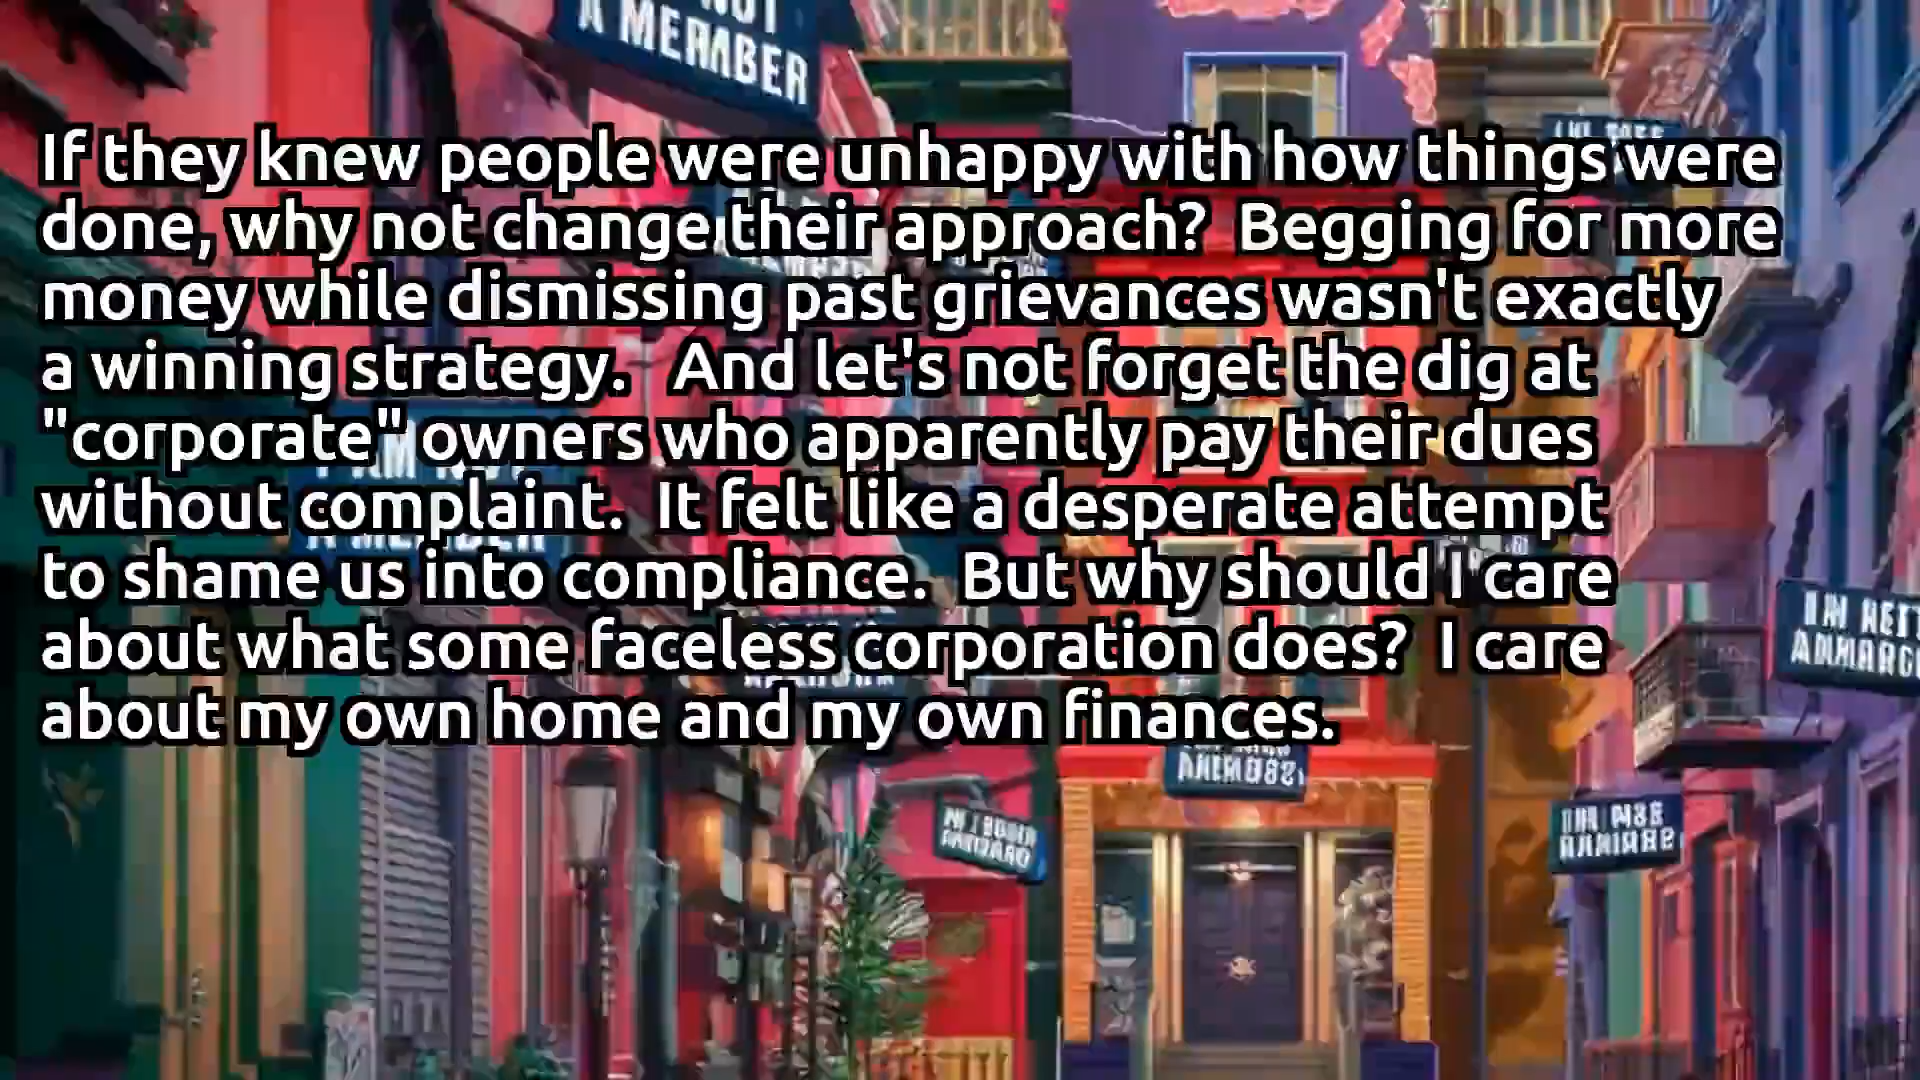 NOT
A MEMBER
If they knew people were unhappy with how things were
done, why not change their approach?  Begging for more
money while dismissing past grievances wasn't exactly
a winning strategy.   And let's not forget the dig at
"corporate" owners who apparently pay their dues
without complaint.  It felt like a desperate attempt
to shame us into compliance.  But why should I care
about what some faceless corporation does?  I care
about my own home and my own finances.